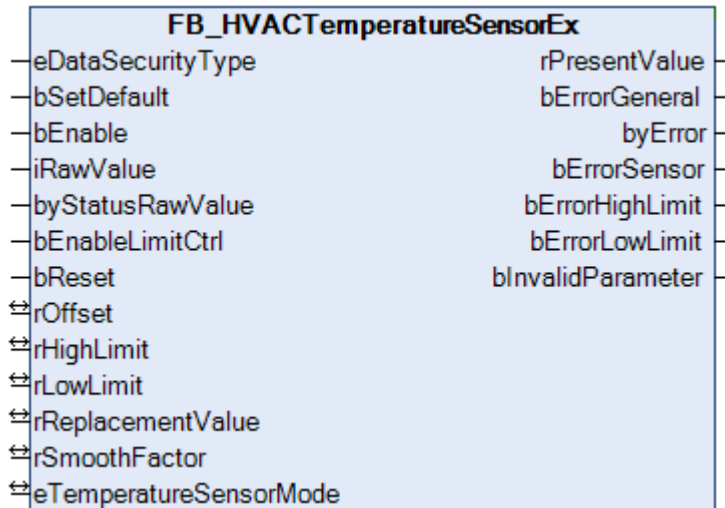 FB_HVACTemperatureSensorEx
eDataSecurityType rPresentValue
bSetDefault bErrorGeneral
bEnable byError
iRawValue bErrorSensor
byStatusRawValue bErrorHighLimit
bEnableLimitCtrl bErrorLowLimit
bReset bInvalidParameter
rOffset
rHighLimit
rLowLimit
rReplacementValue
rSmoothFactor
eTemperatureSensorMode